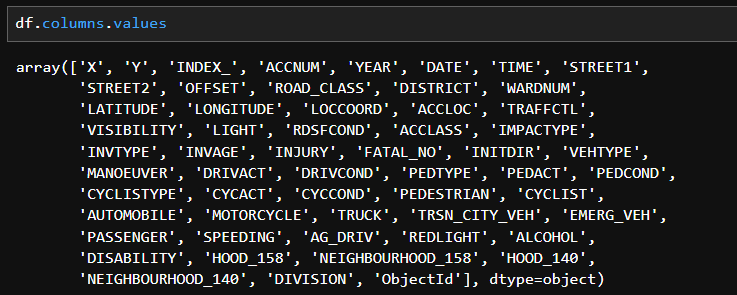 df.columns.values
array(['X', 'Y', 'INDEX_', 'ACCNUM', 'YEAR', 'DATE', 'TIME', 'STREET1',
'STREET2', 'OFFSET', 'ROAD_CLASS', 'DISTRICT', 'WARDNUM',
'LATITUDE', 'LONGITUDE', 'LOCCOORD', 'ACCLOC', 'TRAFFCTL',
'VISIBILITY', 'LIGHT', 'RDSFCOND', 'ACCLASS', 'IMPACTYPE',
'INVTYPE', 'INVAGE', 'INJURY', 'FATAL_NO', 'INITDIR', 'VEHTYPE',
'MANOEUVER', 'DRIVACT', 'DRIVCOND', 'PEDTYPE', 'PEDACT', 'PEDCOND',
'CYCLISTYPE', 'CYCACT', 'CYCCOND', 'PEDESTRIAN', 'CYCLIST',
'AUTOMOBILE', 'MOTORCYCLE', 'TRUCK', 'TRSN_CITY_VEH', 'EMERG_VEH',
'PASSENGER', 'SPEEDING', 'AG_DRIV', 'REDLIGHT', 'ALCOHOL',
'DISABILITY', 'HOOD_158', 'NEIGHBOURHOOD_158', 'HOOD_140',
'NEIGHBOURHOOD_140', 'DIVISION', 'ObjectId'], dtype=object)